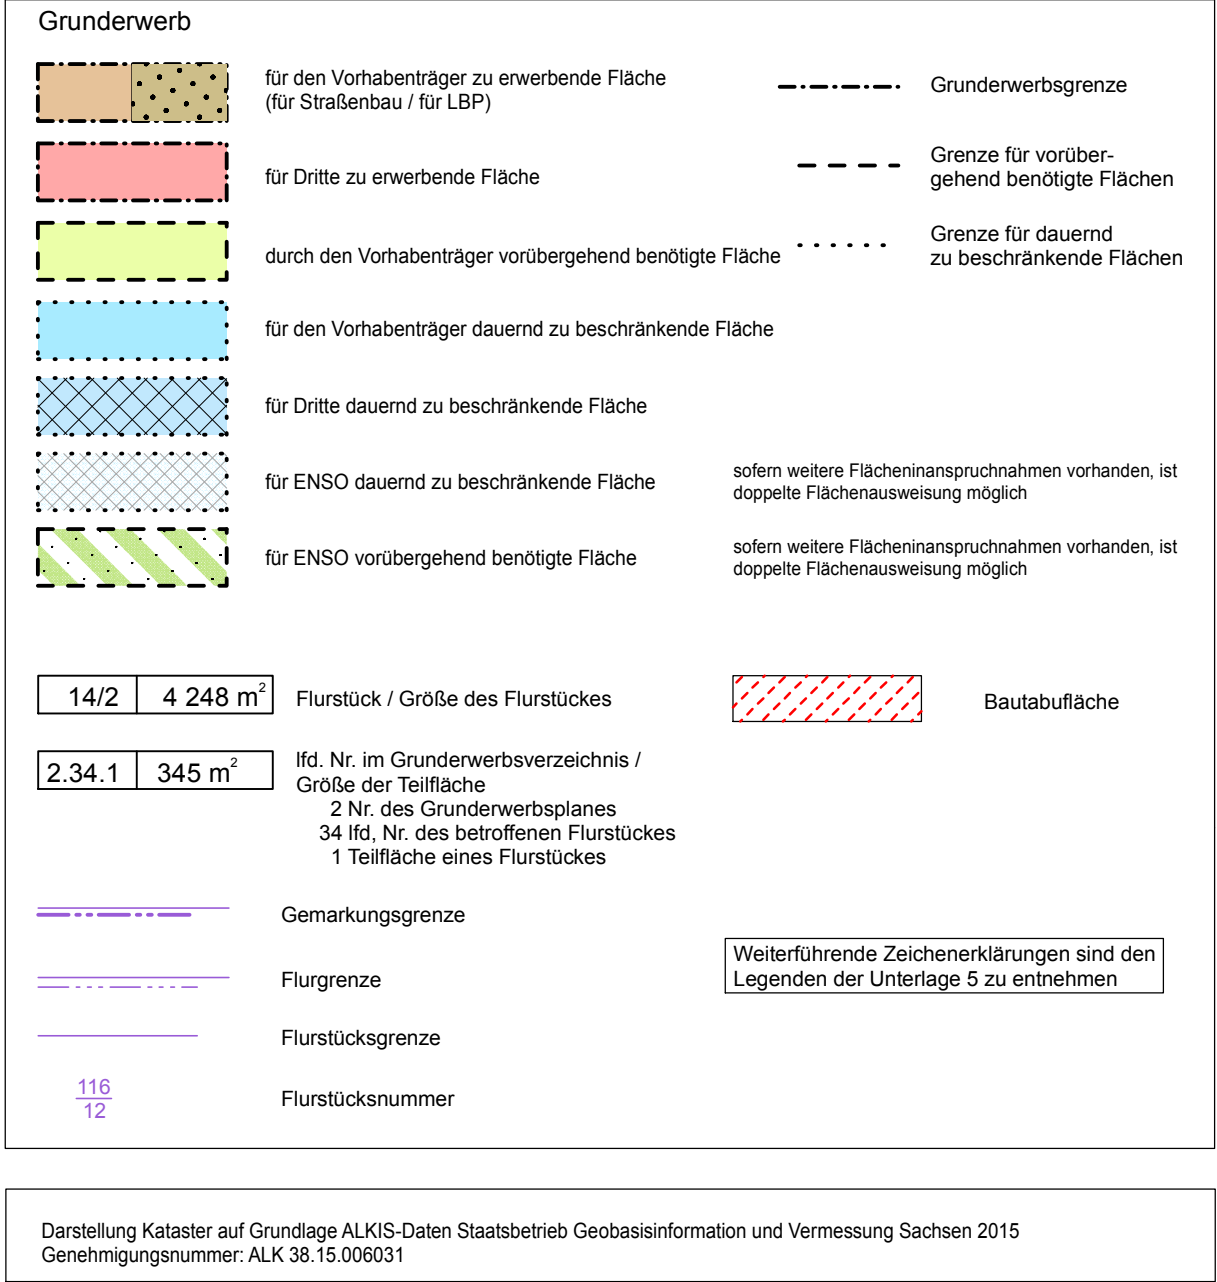 Grunderwerb
für den Vorhabenträger zu erwerbende Fläche
(für Straßenbau / für LBP)
Grunderwerbsgrenze
für Dritte zu erwerbende Fläche
Grenze für vorüber-
gehend benötigte Flächen
durch den Vorhabenträger vorübergehend benötigte Fläche
Grenze für dauernd
zu beschränkende Flächen
für den Vorhabenträger dauernd zu beschränkende Fläche
für Dritte dauernd zu beschränkende Fläche
für ENSO dauernd zu beschränkende Fläche
sofern weitere Flächeninanspruchnahmen vorhanden, ist
doppelte Flächenausweisung möglich
für ENSO vorübergehend benötigte Fläche
sofern weitere Flächeninanspruchnahmen vorhanden, ist
doppelte Flächenausweisung möglich
14/2 4 248 m²
Flurstück / Größe des Flurstückes
Bautabufläche
2.34.1 345 m²
lfd. Nr. im Grunderwerbsverzeichnis /
Größe der Teilfläche
2 Nr. des Grunderwerbsplanes
34 lfd, Nr. des betroffenen Flurstückes
1 Teilfläche eines Flurstückes
Gemarkungsgrenze
Weiterführende Zeichenerklärungen sind den
Legenden der Unterlage 5 zu entnehmen
Flurgrenze
Flurstücksgrenze
116
12
Flurstücksnummer
Darstellung Kataster auf Grundlage ALKIS-Daten Staatsbetrieb Geobasisinformation und Vermessung Sachsen 2015
Genehmigungsnummer: ALK 38.15.006031